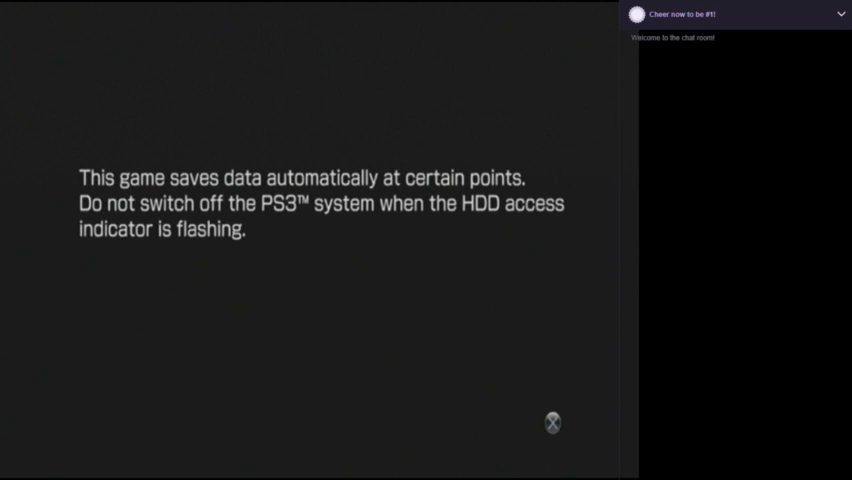 Cheer now to be #1!
Welcome to the chat room!
This game saves data automatically at certain points.
Do not switch off the PS3™ system when the HDD access
indicator is flashing.